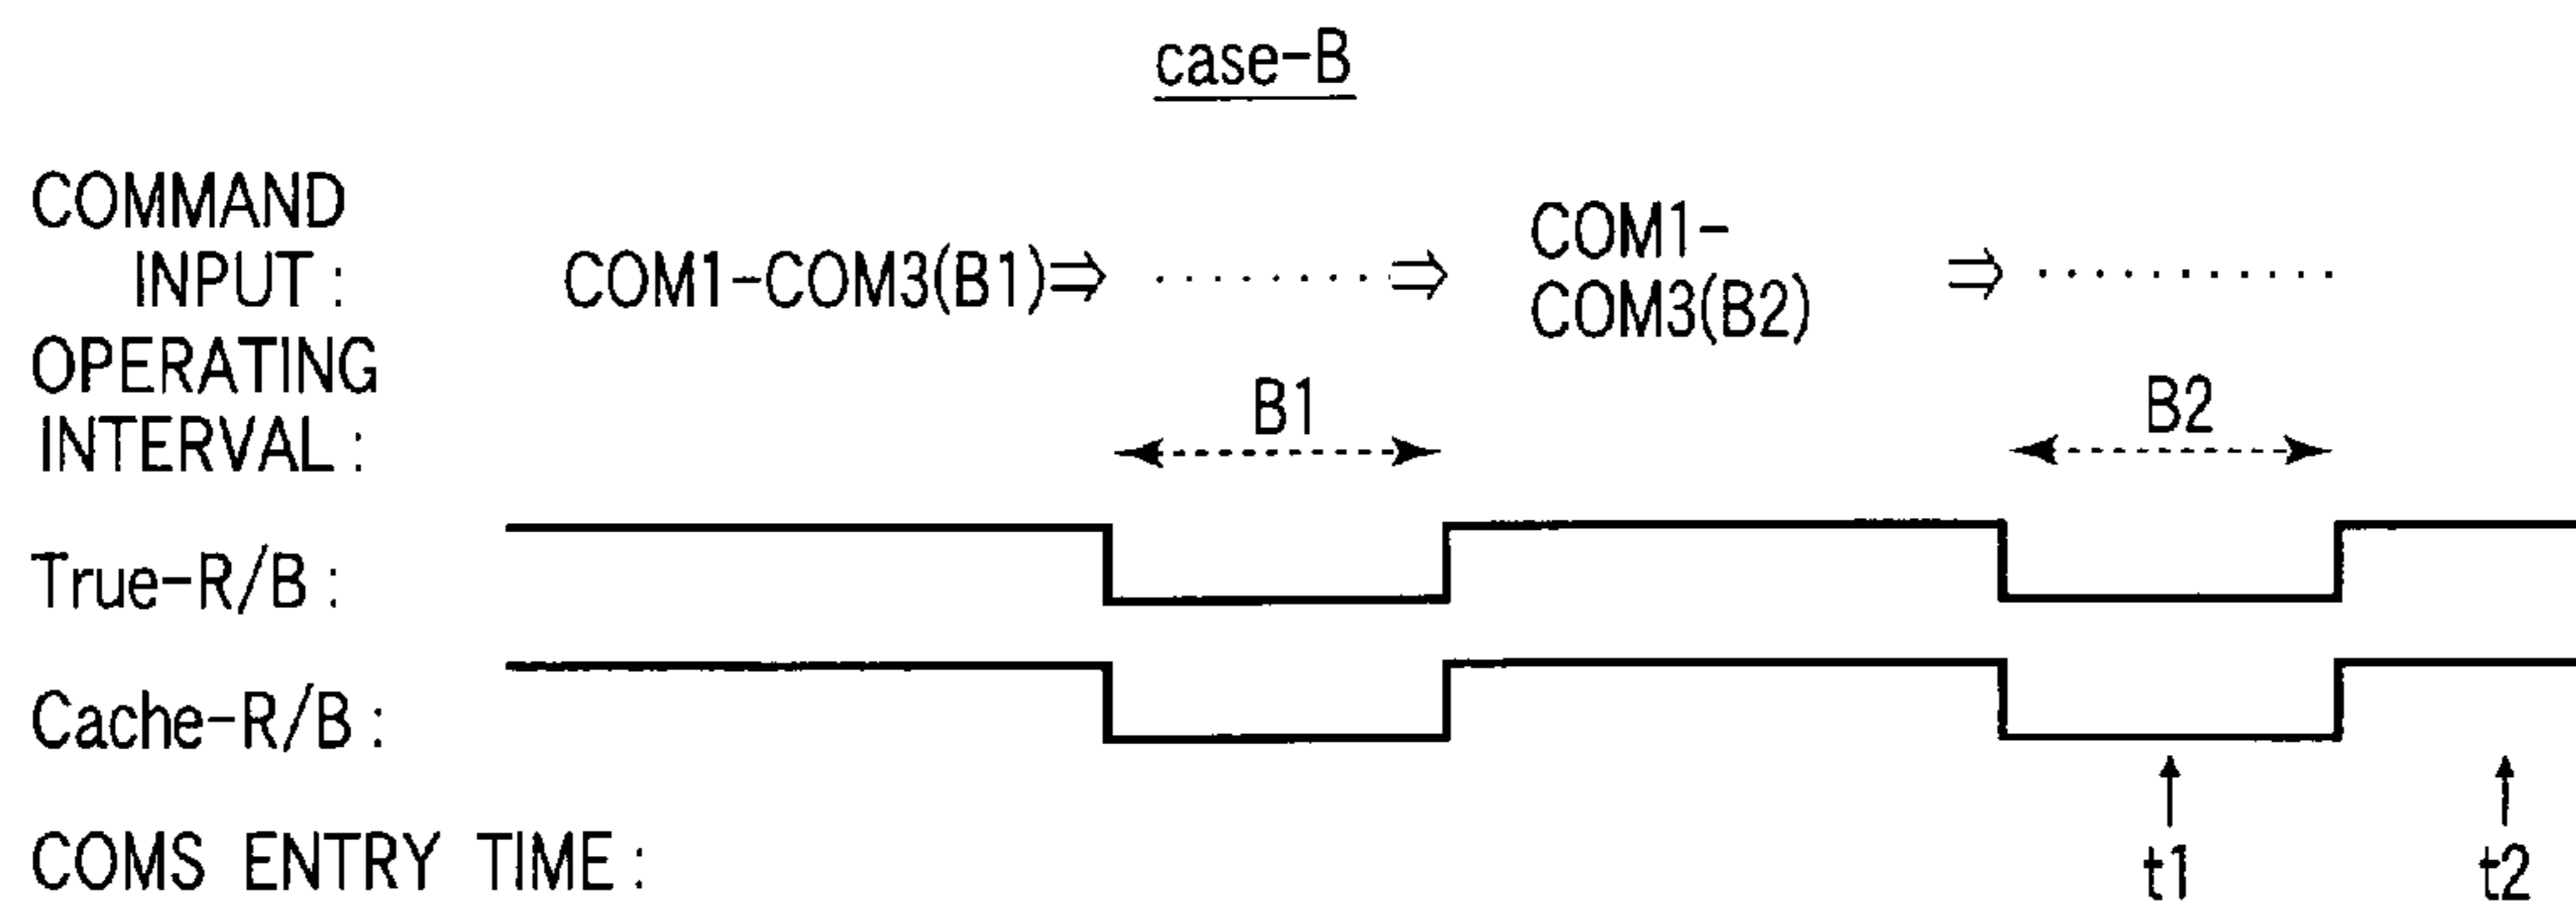 case-B
COMMAND
INPUT :
COM1-COM3(B1)⇒ ········⇒ COM1-
COM3(B2) ⇒ ···········
OPERATING
INTERVAL :
B1
B2
True-R/B :
Cache-R/B :
COMS ENTRY TIME :
t1
t2